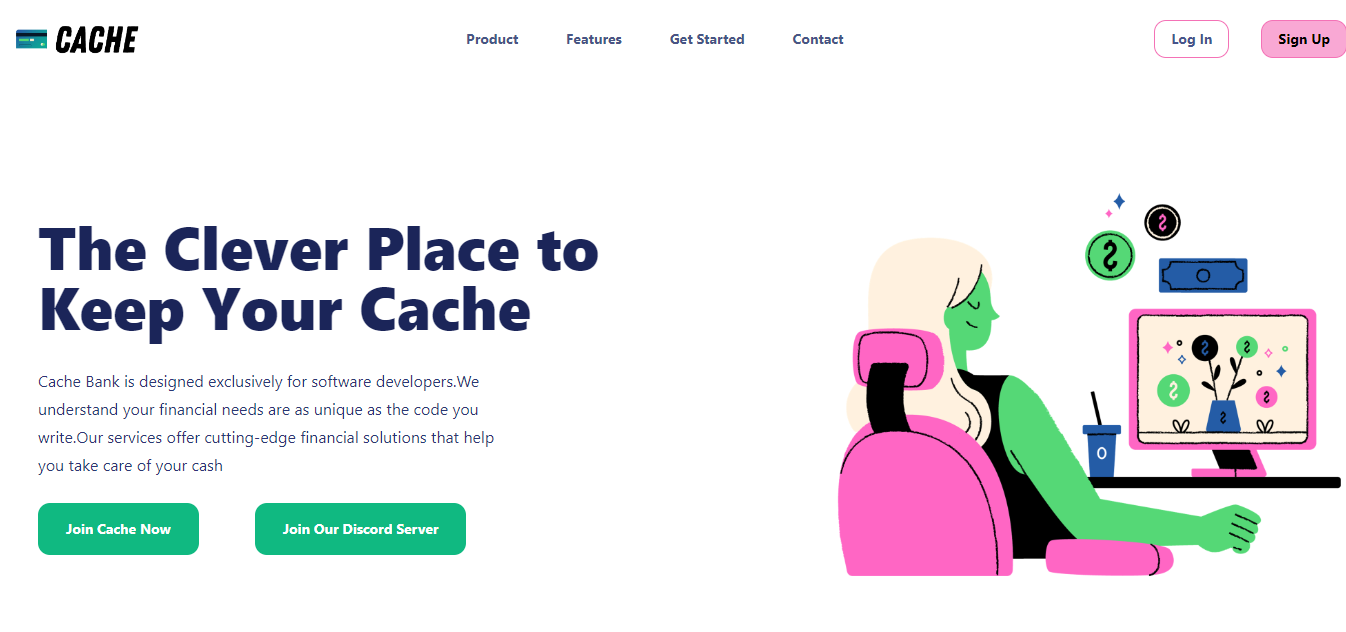 CACHE
Product
Features
Get Started
Contact
Log In
Sign Up
The Clever Place to
Keep Your Cache
Cache Bank is designed exclusively for software developers.We
understand your financial needs are as unique as the code you
write.Our services offer cutting-edge financial solutions that help
you take care of your cash
Join Cache Now
Join Our Discord Server